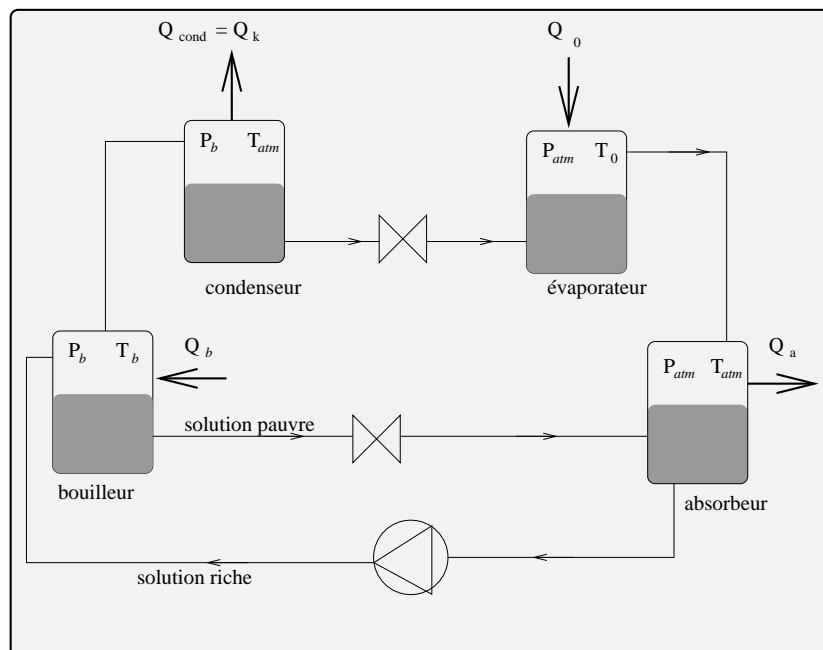 Q cond = Q k
Q 0
P b T atm
P atm T 0
condenseur
évaporateur
P b T b
Q b
P atm T atm
Q a
solution pauvre
bouilleur
absorbeur
solution riche